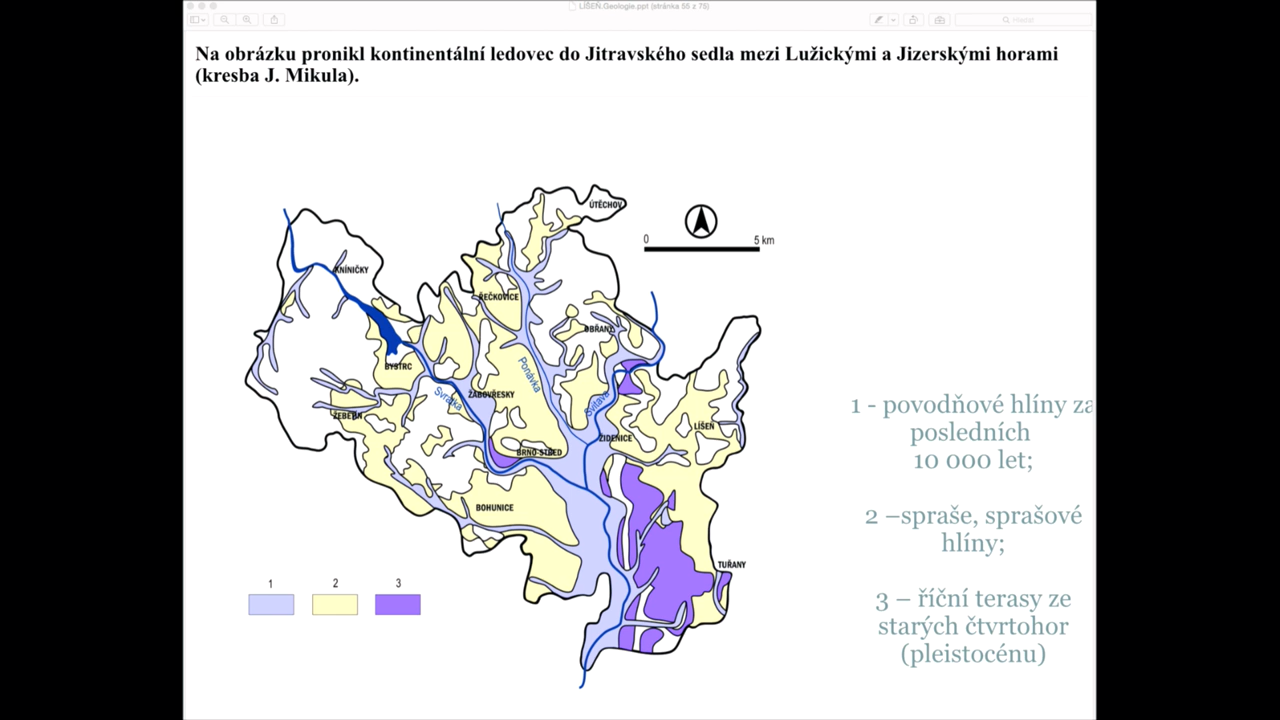 LÍŠEŇ.Geologie.ppt (stránka 55 z 75)
Hledat
Na obrázku pronikl kontinentální ledovec do Jitravského sedla mezi Lužickými a Jizerskými horami
(kresba J. Mikula).
ÚTĚCHOV
0 5 km
KNÍNIČKY
ŘEČKOVICE
OBŘANY
BYSTRC
Ponávka
Svratka
ŽABOVŘESKY
Svitava
ŽEBĚTÍN
LÍŠEŇ
ŽIDENICE
BRNO-STŘED
BOHUNICE
TUŘANY
1 2 3
1 - povodňové hlíny za
posledních
10 000 let;
2 –spraše, sprašové
hlíny;
3 – říční terasy ze
starých čtvrtohor
(pleistocénu)